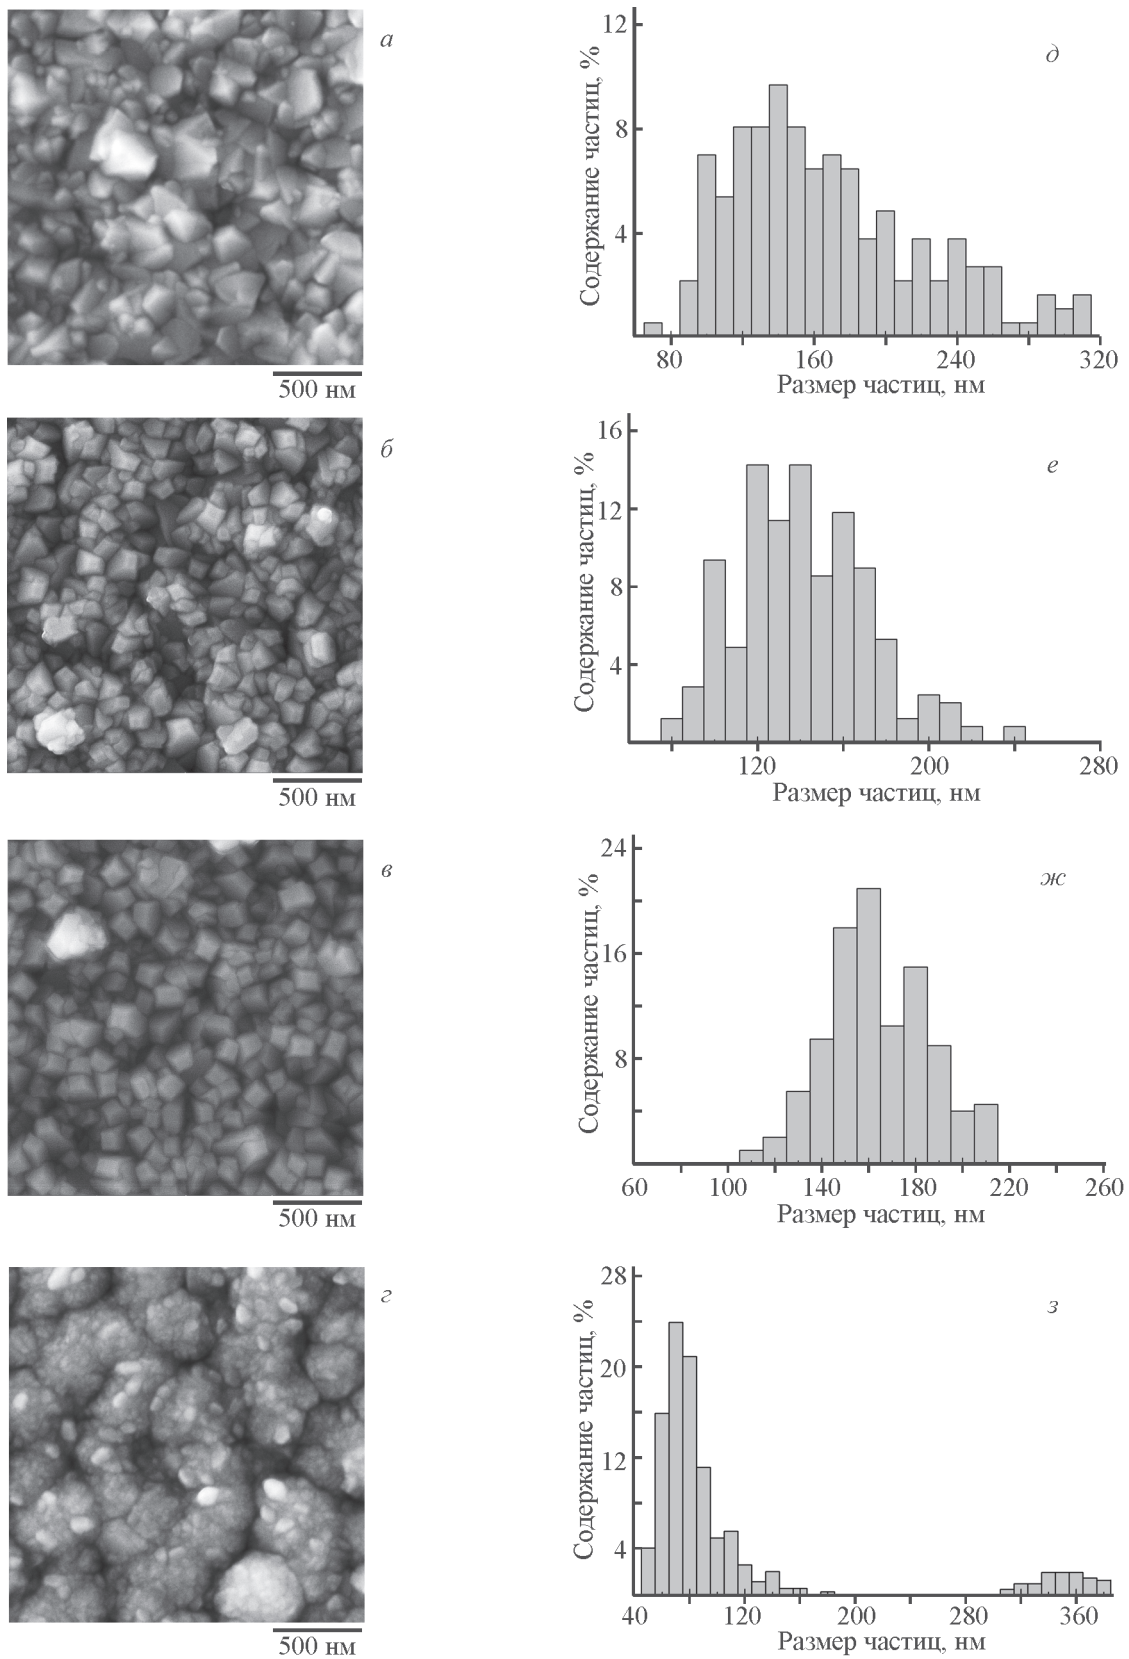 а
500 нм
12
8
4
Содержание частиц, %
д
80
160
240
320
Размер частиц, нм
б
500 нм
16
12
8
4
Содержание частиц, %
е
120
200
280
Размер частиц, нм
в
500 нм
24
16
8
Содержание частиц, %
ж
60
100
140
180
220
260
Размер частиц, нм
г
500 нм
28
20
12
4
Содержание частиц, %
з
40
120
200
280
360
Размер частиц, нм